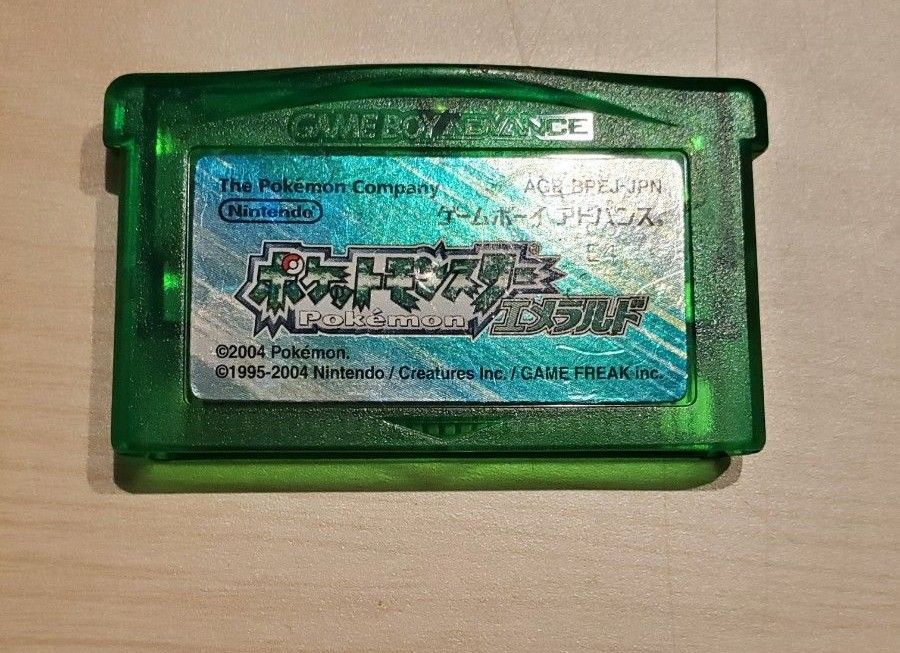 GAME BOY ADVANCE
The Pokémon Company AGB-BPEJ-JPN
Nintendo ゲームボーイ アドバンス
ポケットモンスター
Pokémon エメラルド
©2004 Pokémon.
©1995-2004 Nintendo / Creatures Inc. / GAME FREAK inc.